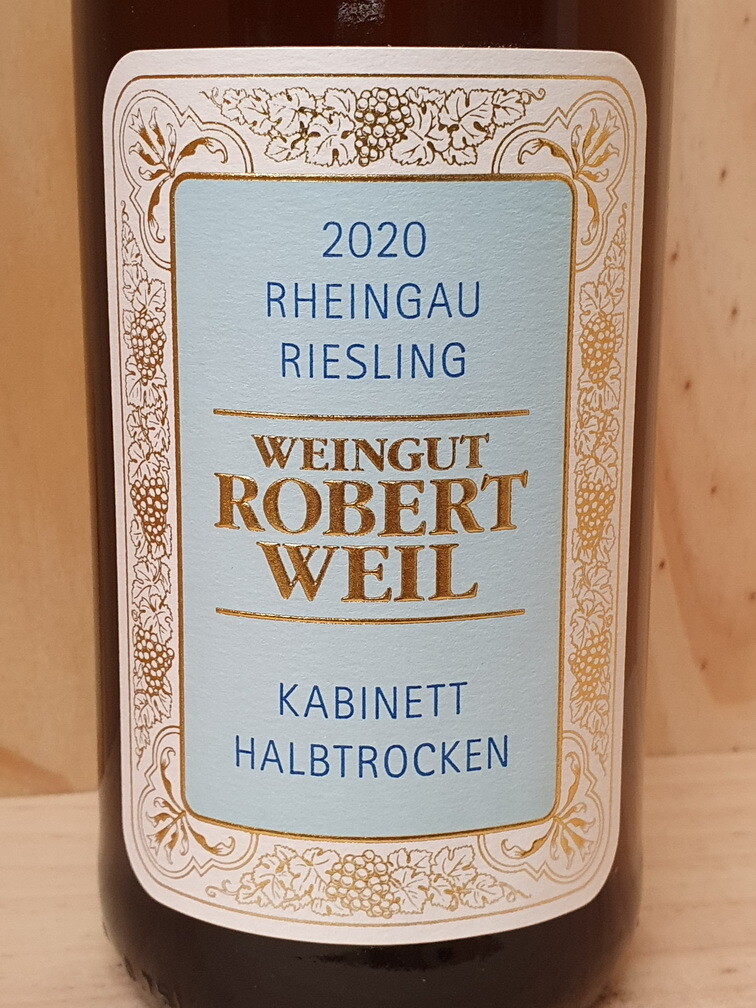 2020
RHEINGAU
RIESLING
WEINGUT
ROBERT
WEIL
KABINETT
HALBTROCKEN